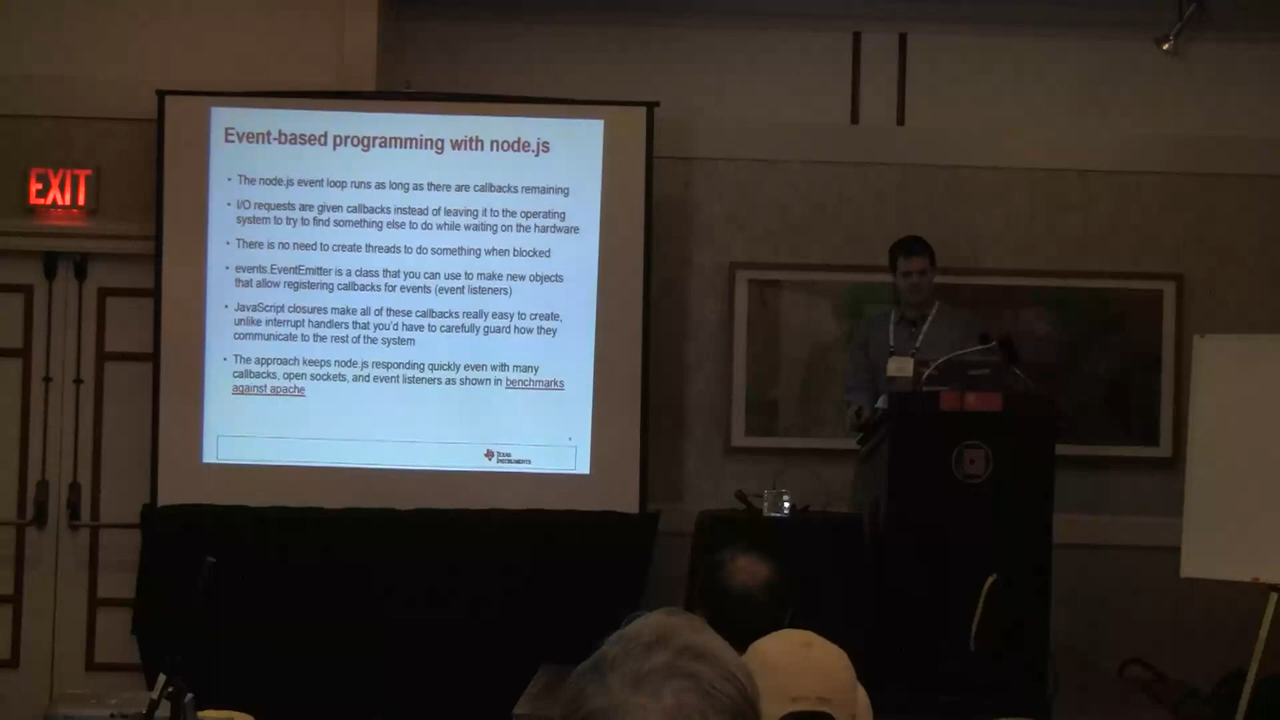 EXIT
Event-based programming with node.js
• The node.js event loop runs as long as there are callbacks remaining
• I/O requests are given callbacks instead of leaving it to the operating
system to try to find something else to do while waiting on the hardware
• There is no need to create threads to do something when blocked
• events.EventEmitter is a class that you can use to make new objects
that allow registering callbacks for events (event listeners)
• JavaScript closures make all of these callbacks really easy to create,
unlike interrupt handlers that you'd have to carefully guard how they
communicate to the rest of the system
• The approach keeps node.js responding quickly even with many
callbacks, open sockets, and event listeners as shown in benchmarks
against apache
TEXAS
INSTRUMENTS